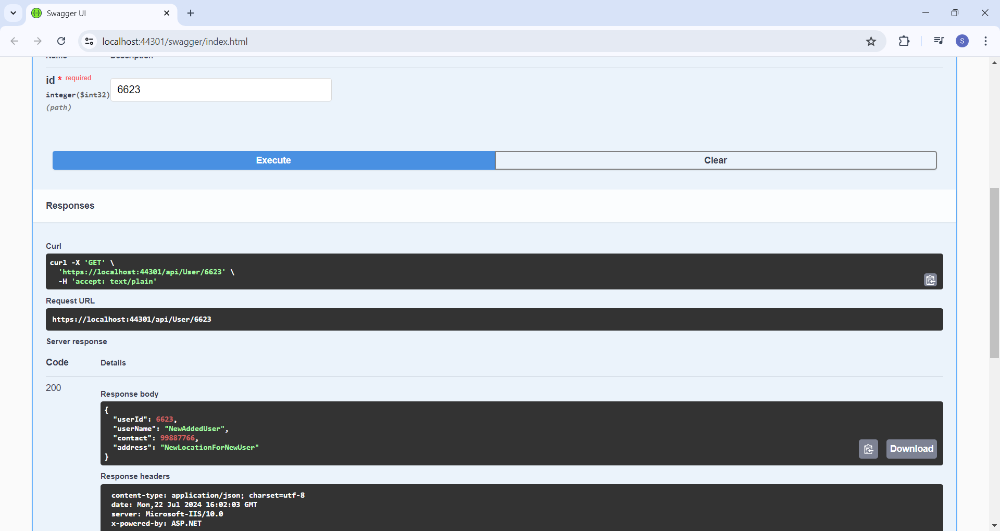 Swagger UI
localhost:44301/swagger/index.html
S
Name Description
id * required
integer($int32)
(path)
6623
Execute
Clear
Responses
Curl
curl -X 'GET' \
'https://localhost:44301/api/User/6623' \
-H 'accept: text/plain'
Request URL
https://localhost:44301/api/User/6623
Server response
Code Details
200
Response body
{
"userId": 6623,
"userName": "NewAddedUser",
"contact": 99887766,
"address": "NewLocationForNewUser"
}
Download
Response headers
content-type: application/json; charset=utf-8
date: Mon,22 Jul 2024 16:02:03 GMT
server: Microsoft-IIS/10.0
x-powered-by: ASP.NET